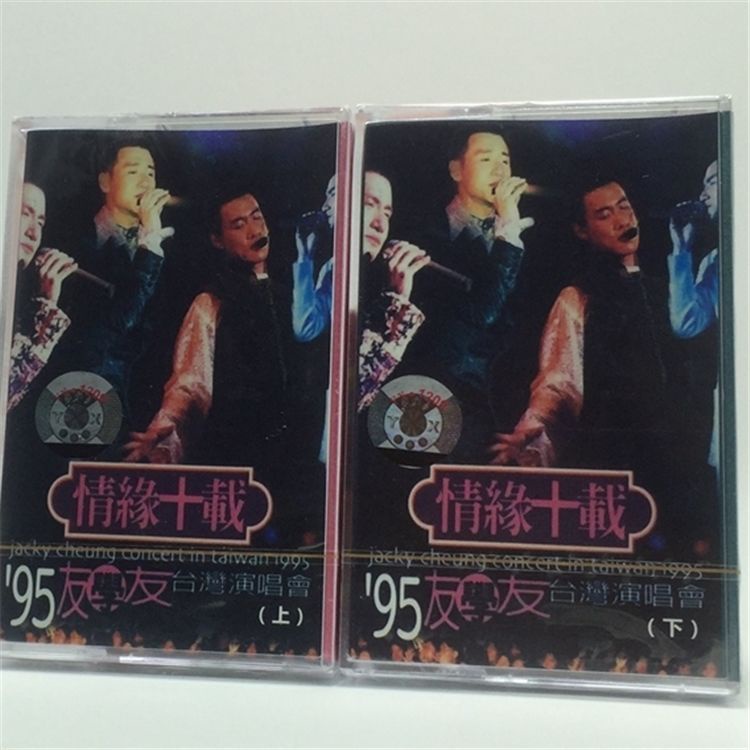 情緣十載
jacky cheung concert in taiwan 1995
'95友學友台灣演唱會
(上)
情緣十載
jacky cheung concert in taiwan 1995
'95友學友台灣演唱會
(下)